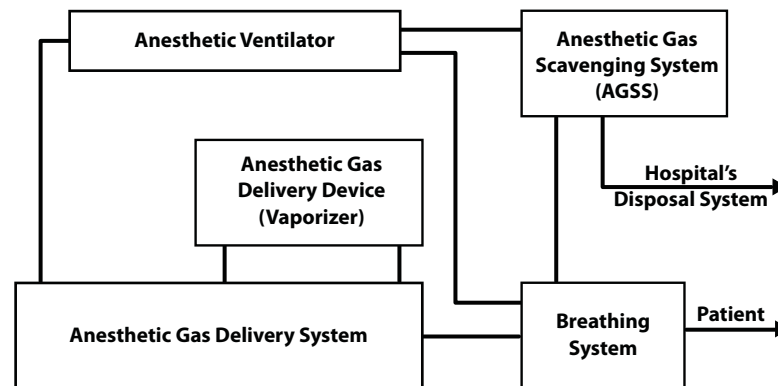 Anesthetic Ventilator
Anesthetic Gas
Scavenging System
(AGSS)
Anesthetic Gas
Delivery Device
(Vaporizer)
Hospital's
Disposal System
Anesthetic Gas Delivery System
Breathing
System
Patient